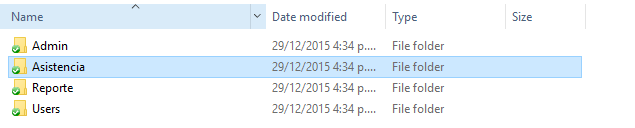 Name Date modified Type Size
Admin 29/12/2015 4:34 p.... File folder
Asistencia 29/12/2015 4:34 p.... File folder
Reporte 29/12/2015 4:34 p.... File folder
Users 29/12/2015 4:34 p.... File folder